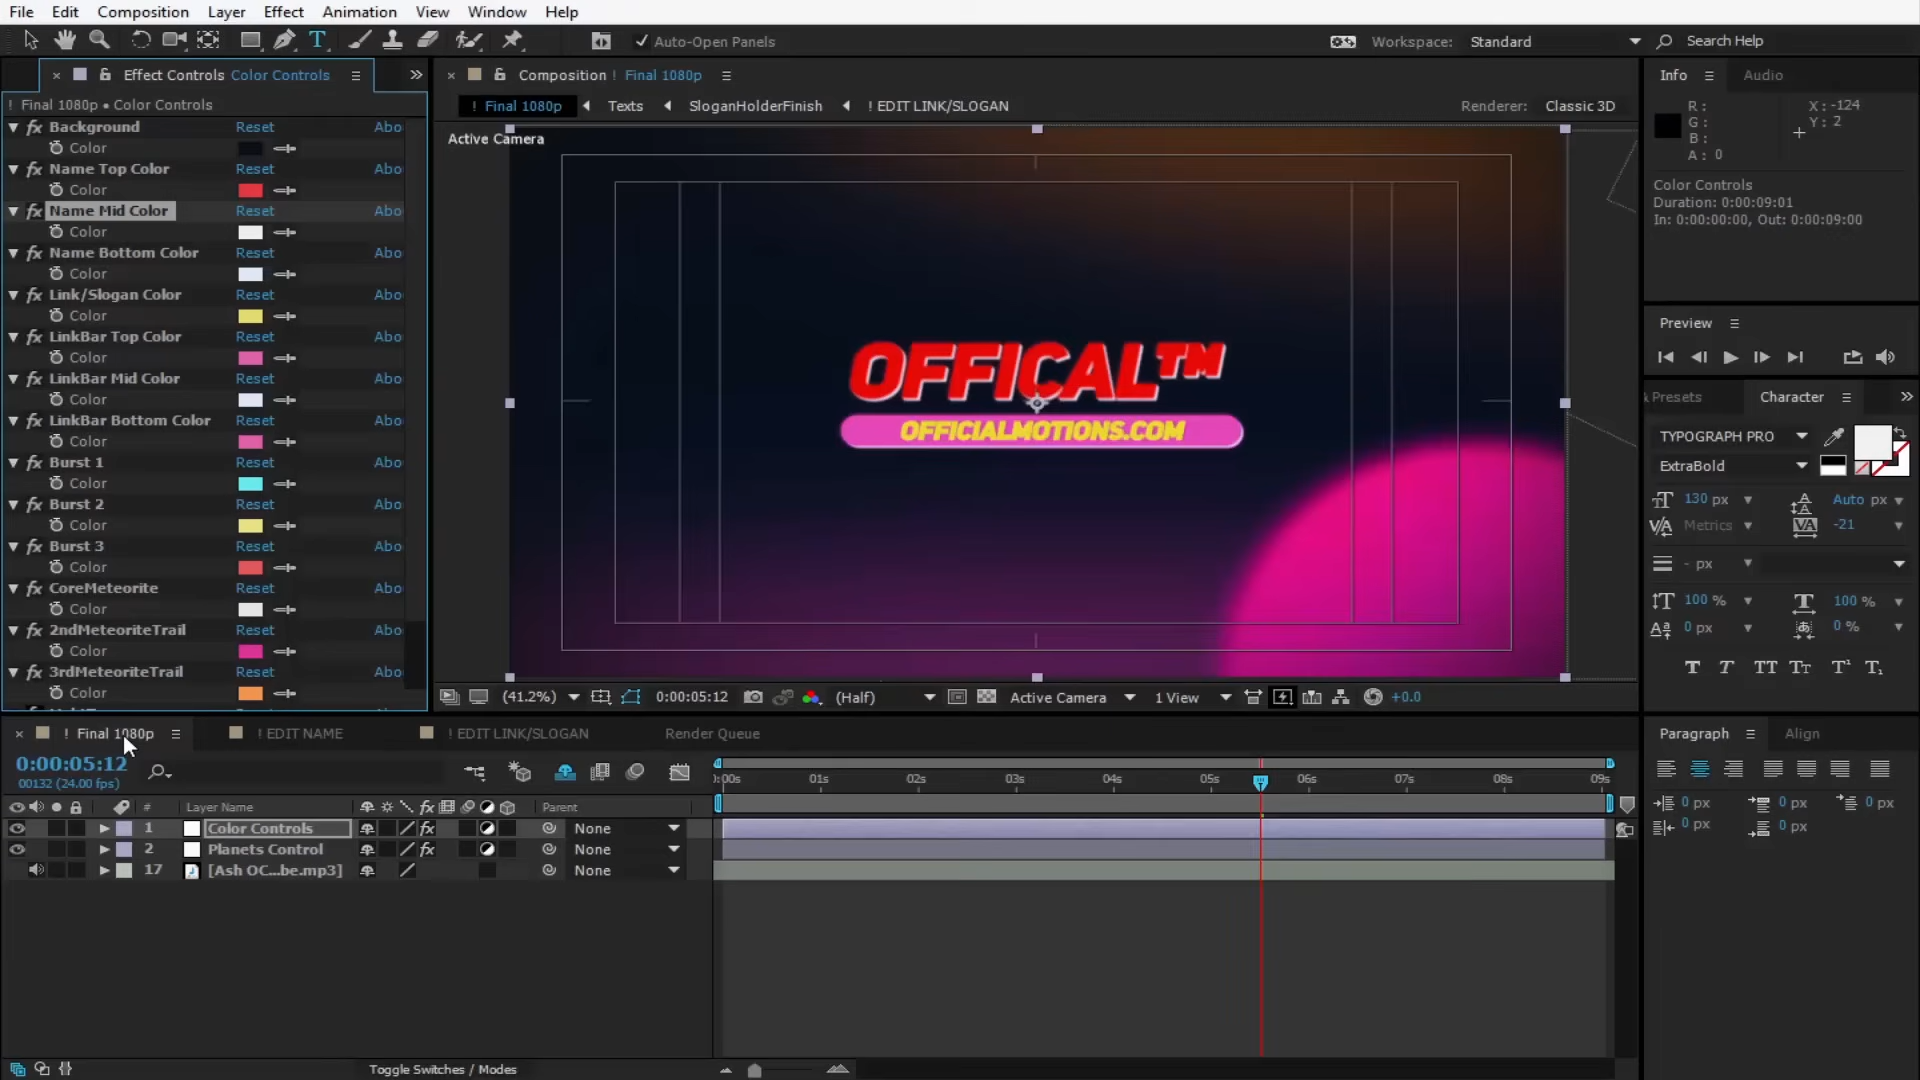 File Edit Composition Layer Effect Animation View Window Help
Auto-Open Panels
Workspace: Standard
Search Help
Effect Controls Color Controls
Final 1080p • Color Controls
Background Reset Abo
Color
Name Top Color Reset Abo
Color
Name Mid Color Reset Abo
Color
Name Bottom Color Reset Abo
Color
Link/Slogan Color Reset Abo
Color
LinkBar Top Color Reset Abo
Color
LinkBar Mid Color Reset Abo
Color
LinkBar Bottom Color Reset Abo
Color
Burst 1 Reset Abo
Color
Burst 2 Reset Abo
Color
Burst 3 Reset Abo
Color
CoreMeteorite Reset Abo
Color
2ndMeteoriteTrail Reset Abo
Color
3rdMeteoriteTrail Reset Abo
Color
Composition ! Final 1080p
! Final 1080p Texts SloganHolderFinish ! EDIT LINK/SLOGAN
Renderer: Classic 3D
Active Camera
OFFICAL™
OFFICIALMOTIONS.COM
(41.2%) 0:00:05:12 (Half) Active Camera 1 View +0.0
Info Audio
R: X: -124
G: Y: 2
B:
A: 0
Color Controls
Duration: 0:00:09:01
In: 0:00:00:00, Out: 0:00:09:00
Preview
& Presets Character
TYPOGRAPH PRO
ExtraBold
130 px Auto px
Metrics -21
- px
100 % 100 %
0 px 0 %
Paragraph Align
0 px 0 px 0 px
0 px 0 px
! Final 1080p ! EDIT NAME ! EDIT LINK/SLOGAN Render Queue
0:00:05:12
00132 (24.00 fps)
:00s 01s 02s 03s 04s 05s 06s 07s 08s 09s
# Layer Name Parent
1 Color Controls None
2 Planets Control None
17 [Ash OC...be.mp3] None
Toggle Switches / Modes